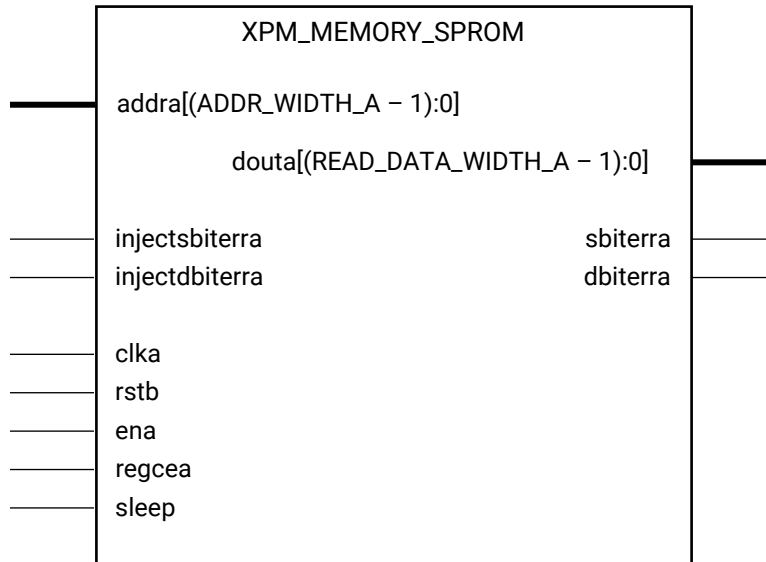 XPM_MEMORY_SPROM
addra[(ADDR_WIDTH_A – 1):0]
douta[(READ_DATA_WIDTH_A – 1):0]
injectsbiterra sbiterra
injectdbiterra dbiterra
clka
rstb
ena
regcea
sleep